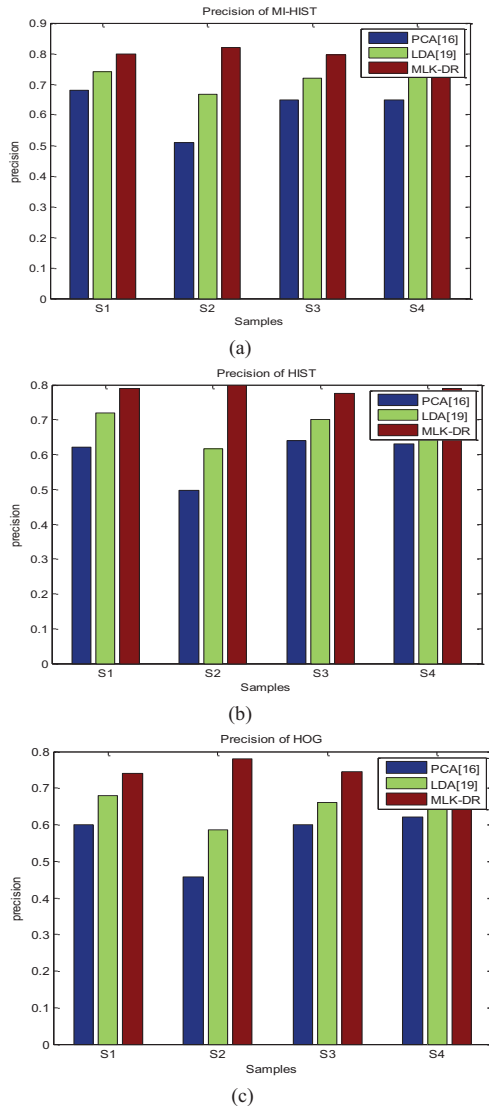 Precision of MI-HIST
0.9
0.8
0.7
0.6
0.5
0.4
0.3
0.2
0.1
0
precision
PCA[16]
LDA[19]
MLK-DR
S1 S2 S3 S4
Samples
(a)
Precision of HIST
0.8
0.7
0.6
0.5
0.4
0.3
0.2
0.1
0
precision
PCA[16]
LDA[19]
MLK-DR
S1 S2 S3 S4
Samples
(b)
Precision of HOG
0.8
0.7
0.6
0.5
0.4
0.3
0.2
0.1
0
precision
PCA[16]
LDA[19]
MLK-DR
S1 S2 S3 S4
Samples
(c)